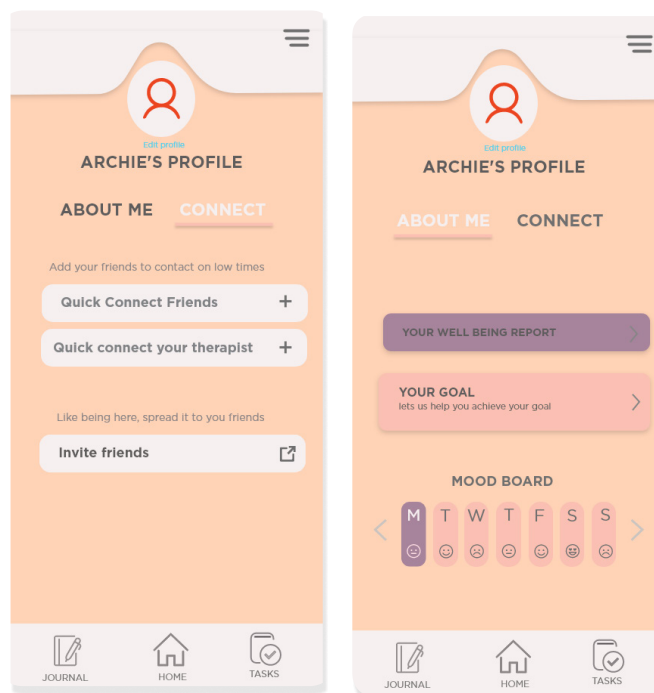 Edit profile
ARCHIE'S PROFILE
ABOUT ME CONNECT
Add your friends to contact on low times
Quick Connect Friends +
Quick connect your therapist +
Like being here, spread it to you friends
Invite friends
JOURNAL HOME TASKS
Edit profile
ARCHIE'S PROFILE
ABOUT ME CONNECT
YOUR WELL BEING REPORT
YOUR GOAL
lets us help you achieve your goal
MOOD BOARD
M T W T F S S
JOURNAL HOME TASKS